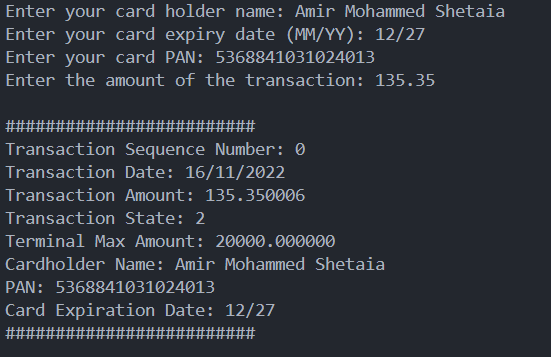 Enter your card holder name: Amir Mohammed Shetaia
Enter your card expiry date (MM/YY): 12/27
Enter your card PAN: 5368841031024013
Enter the amount of the transaction: 135.35
#########################
Transaction Sequence Number: 0
Transaction Date: 16/11/2022
Transaction Amount: 135.350006
Transaction State: 2
Terminal Max Amount: 20000.000000
Cardholder Name: Amir Mohammed Shetaia
PAN: 5368841031024013
Card Expiration Date: 12/27
#########################